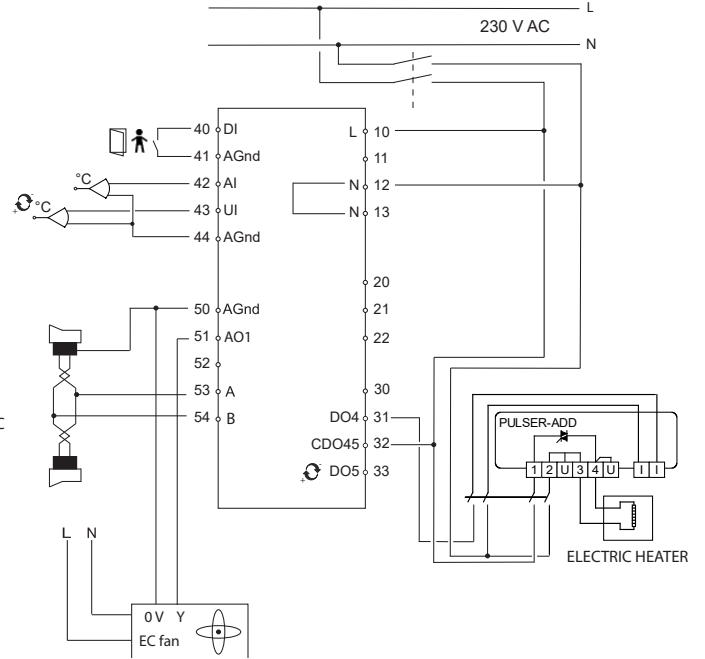 L
230 V AC
N
40 DI
L 10
41 AGnd
11
°C
42 AI
N 12
°C
43 UI
N 13
44 AGnd
20
50 AGnd
21
51 AO1
22
52
30
53 A
DO4 31
PULSER-ADD
C
54 B
CDO45 32
1 2 U 3 4 U I I
DO5 33
L N
ELECTRIC HEATER
0 V Y
EC fan